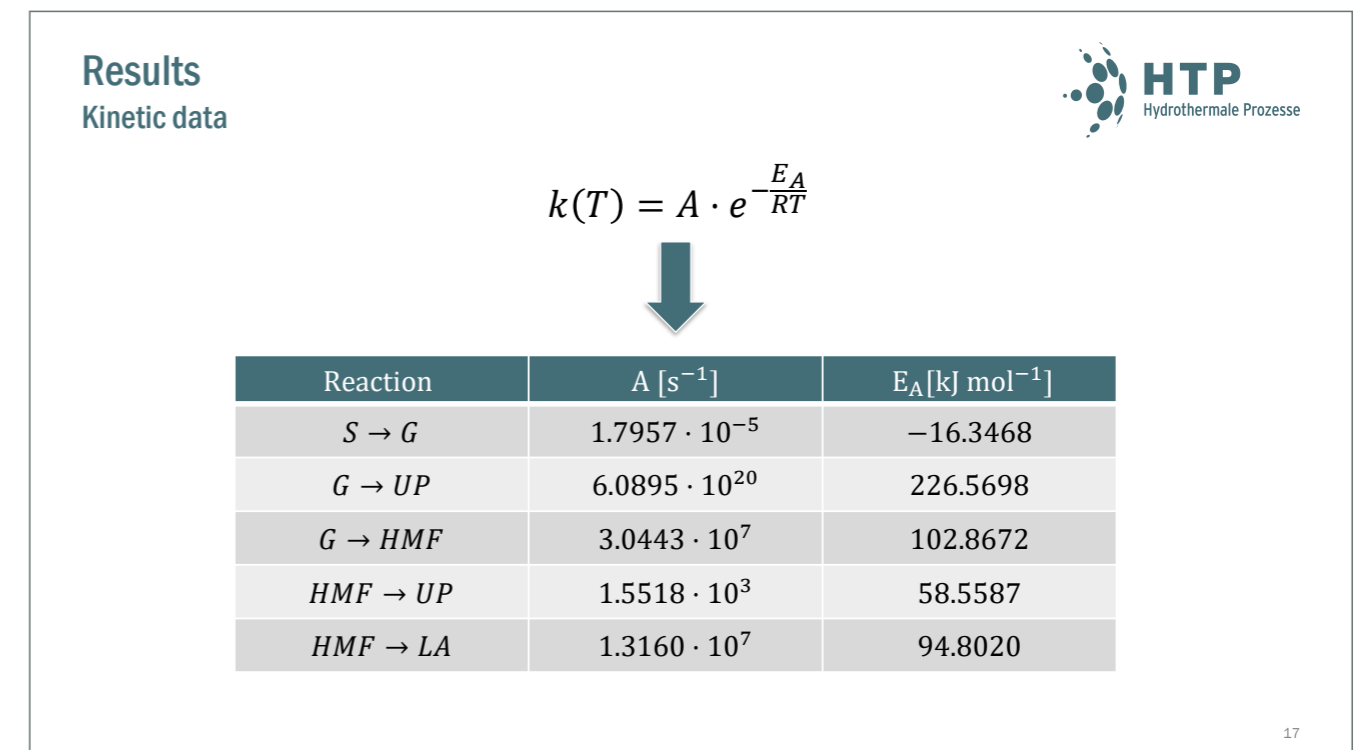 Results
Kinetic data
HTP
Hydrothermale Prozesse
k(T) = A · e^{-\frac{E_A}{RT}}
Reaction A [s⁻¹] E_A[kJ mol⁻¹]
S → G 1.7957 · 10⁻⁵ −16.3468
G → UP 6.0895 · 10²⁰ 226.5698
G → HMF 3.0443 · 10⁷ 102.8672
HMF → UP 1.5518 · 10³ 58.5587
HMF → LA 1.3160 · 10⁷ 94.8020
17